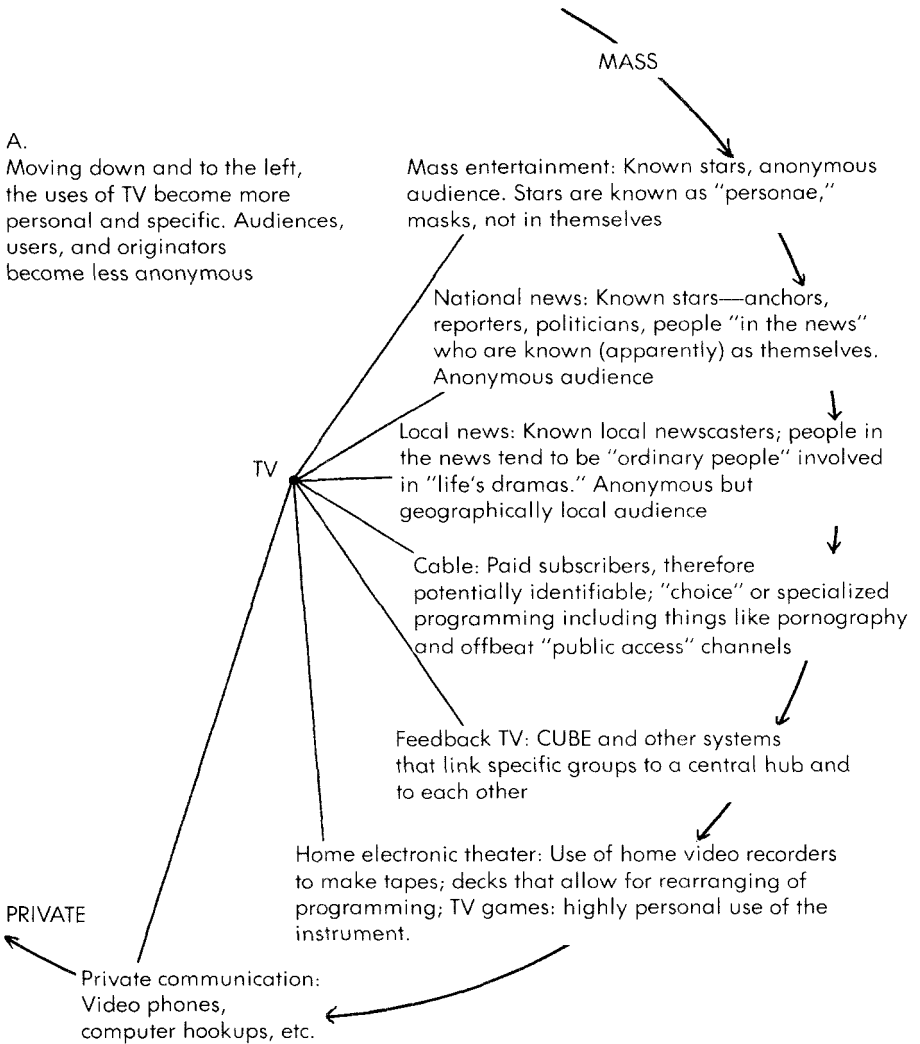 MASS
A.
Moving down and to the left,
the uses of TV become more
personal and specific. Audiences,
users, and originators
become less anonymous
Mass entertainment: Known stars, anonymous
audience. Stars are known as "personae,"
masks, not in themselves
National news: Known stars—anchors,
reporters, politicians, people "in the news"
who are known (apparently) as themselves.
Anonymous audience
TV
Local news: Known local newscasters; people in
the news tend to be "ordinary people" involved
in "life's dramas." Anonymous but
geographically local audience
Cable: Paid subscribers, therefore
potentially identifiable; "choice" or specialized
programming including things like pornography
and offbeat "public access" channels
Feedback TV: CUBE and other systems
that link specific groups to a central hub and
to each other
Home electronic theater: Use of home video recorders
to make tapes; decks that allow for rearranging of
programming; TV games: highly personal use of the
instrument.
PRIVATE
Private communication:
Video phones,
computer hookups, etc.